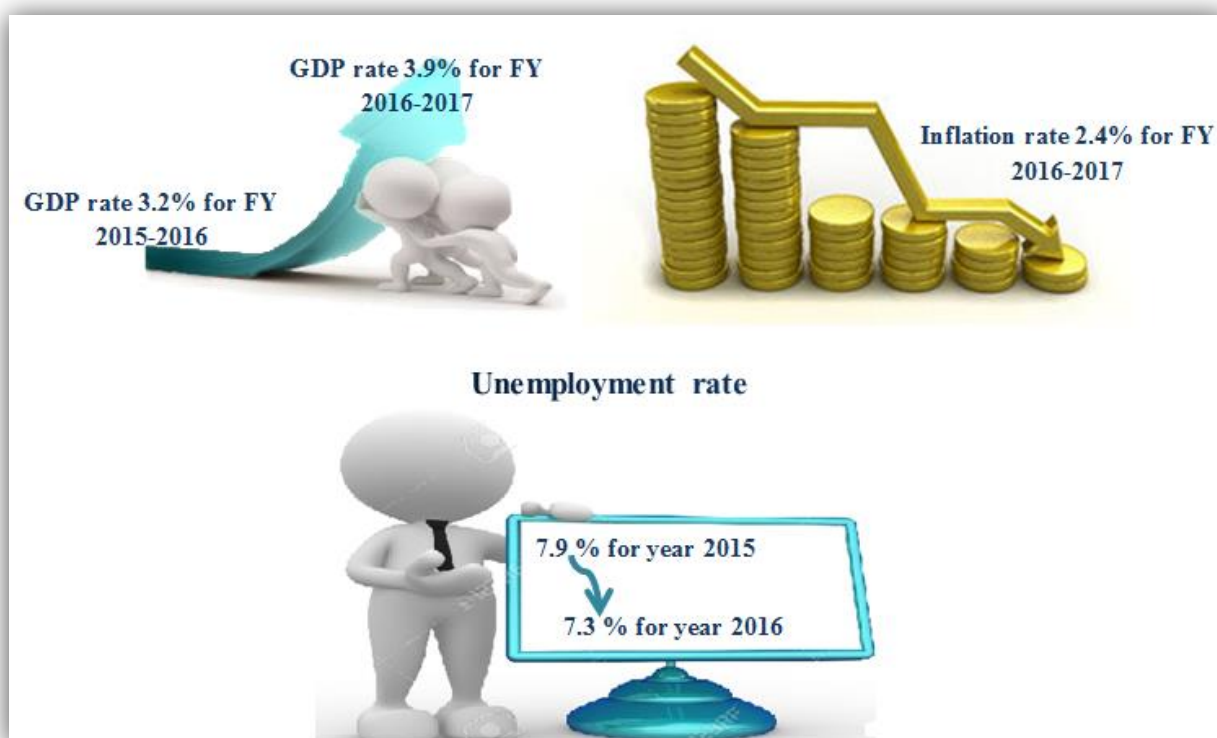 GDP rate 3.9% for FY
2016-2017
GDP rate 3.2% for FY
2015-2016
Inflation rate 2.4% for FY
2016-2017
Unemployment rate
7.9 % for year 2015
7.3 % for year 2016